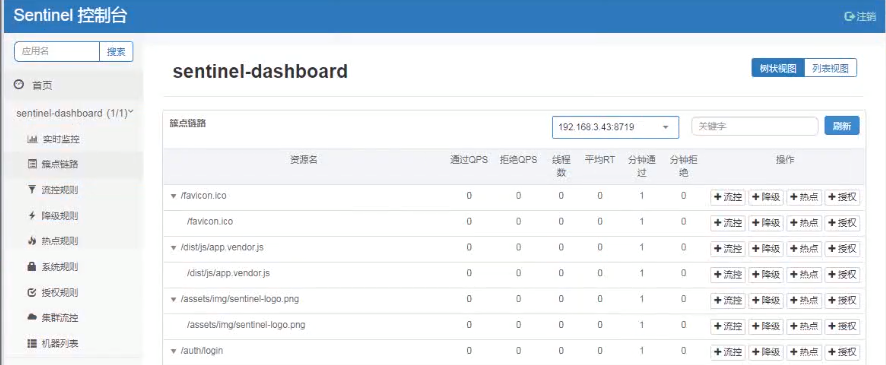 Sentinel 控制台
注销
应用名 搜索
首页
sentinel-dashboard (1/1)
实时监控
簇点链路
流控规则
降级规则
热点规则
系统规则
授权规则
集群流控
机器列表
sentinel-dashboard
树状视图 列表视图
簇点链路
192.168.3.43:8719
关键字
刷新
资源名 通过QPS 拒绝QPS 线程数 平均RT 分钟通过 分钟拒绝 操作
/favicon.ico 0 0 0 0 1 0 流控 降级 热点 授权
/favicon.ico 0 0 0 0 1 0 流控 降级 热点 授权
/dist/js/app.vendor.js 0 0 0 0 1 0 流控 降级 热点 授权
/dist/js/app.vendor.js 0 0 0 0 1 0 流控 降级 热点 授权
/assets/img/sentinel-logo.png 0 0 0 0 1 0 流控 降级 热点 授权
/assets/img/sentinel-logo.png 0 0 0 0 1 0 流控 降级 热点 授权
/auth/login 0 0 0 0 1 0 流控 降级 热点 授权